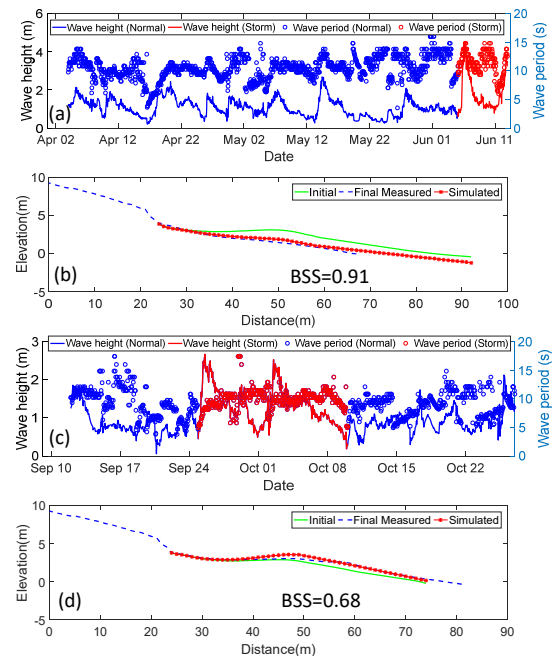 Wave height (Normal) Wave height (Storm) Wave period (Normal) Wave period (Storm)
Wave height (m)
6
4
2
0
20
15
10
5
0
Wave period (s)
(a)
Apr 02 Apr 12 Apr 22 May 02 May 12 May 22 Jun 01 Jun 11
Date
Initial Final Measured Simulated
Elevation(m)
10
5
0
-5
(b)
BSS=0.91
0 10 20 30 40 50 60 70 80 90 100
Distance(m)
Wave height (Normal) Wave height (Storm) Wave period (Normal) Wave period (Storm)
Wave height (m)
3
2
1
0
20
15
10
5
0
Wave period (s)
(c)
Sep 10 Sep 17 Sep 24 Oct 01 Oct 08 Oct 15 Oct 22
Date
Initial Final Measured Simulated
Elevation(m)
10
5
0
-5
(d)
BSS=0.68
0 10 20 30 40 50 60 70 80 90
Distance(m)